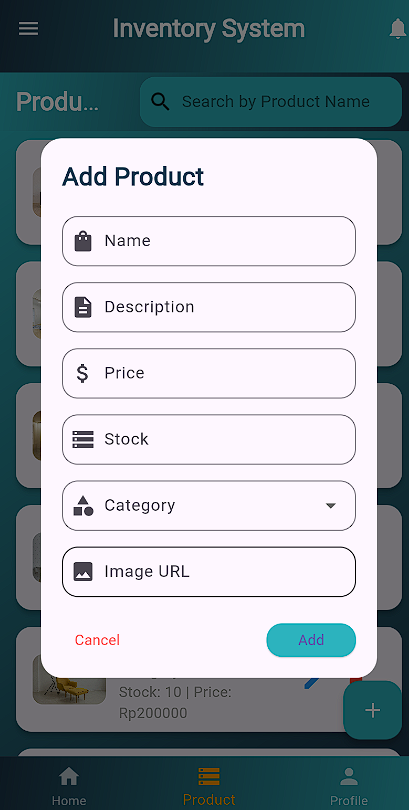 Inventory System
Produ...
Search by Product Name
Add Product
Name
Description
Price
Stock
Category
Image URL
Cancel
Add
Stock: 10 | Price:
Rp200000
Home
Product
Profile